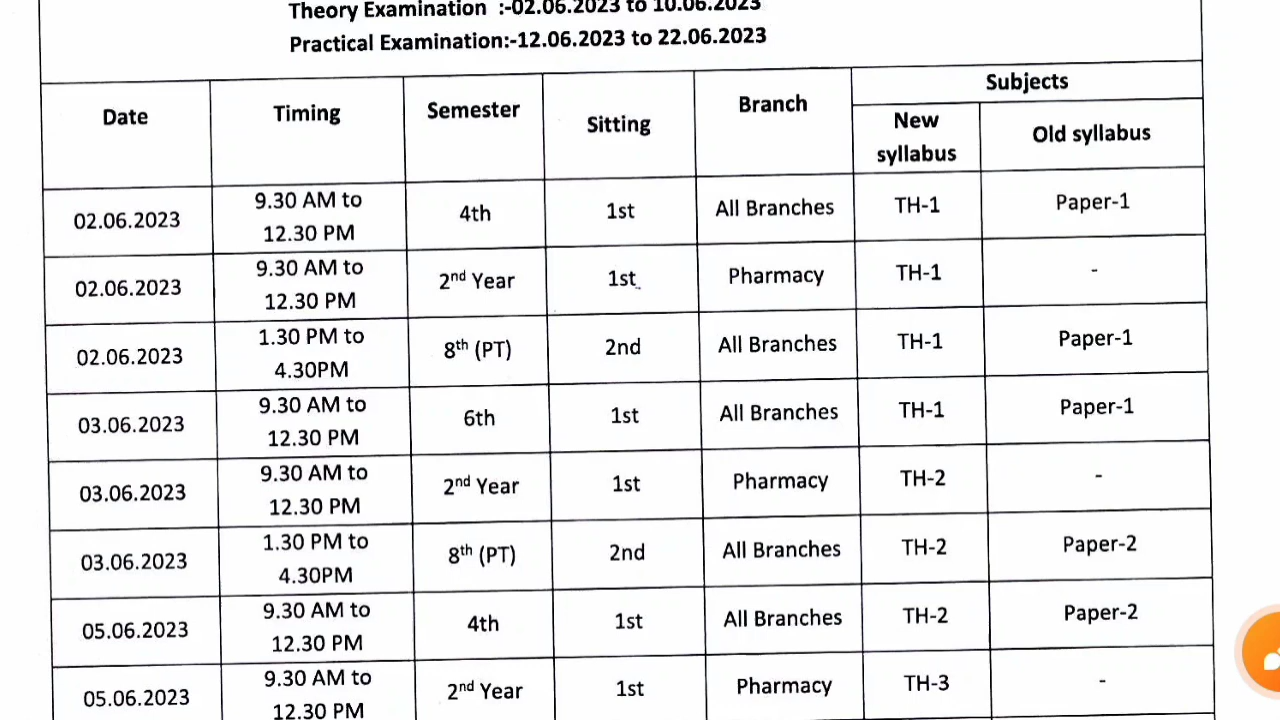 Theory Examination :-02.06.2023 to 10.06.2023
Practical Examination:-12.06.2023 to 22.06.2023
Date Timing Semester Sitting Branch Subjects
New syllabus Old syllabus
02.06.2023 9.30 AM to 12.30 PM 4th 1st All Branches TH-1 Paper-1
02.06.2023 9.30 AM to 12.30 PM 2nd Year 1st Pharmacy TH-1 -
02.06.2023 1.30 PM to 4.30PM 8th (PT) 2nd All Branches TH-1 Paper-1
03.06.2023 9.30 AM to 12.30 PM 6th 1st All Branches TH-1 Paper-1
03.06.2023 9.30 AM to 12.30 PM 2nd Year 1st Pharmacy TH-2 -
03.06.2023 1.30 PM to 4.30PM 8th (PT) 2nd All Branches TH-2 Paper-2
05.06.2023 9.30 AM to 12.30 PM 4th 1st All Branches TH-2 Paper-2
05.06.2023 9.30 AM to 12.30 PM 2nd Year 1st Pharmacy TH-3 -